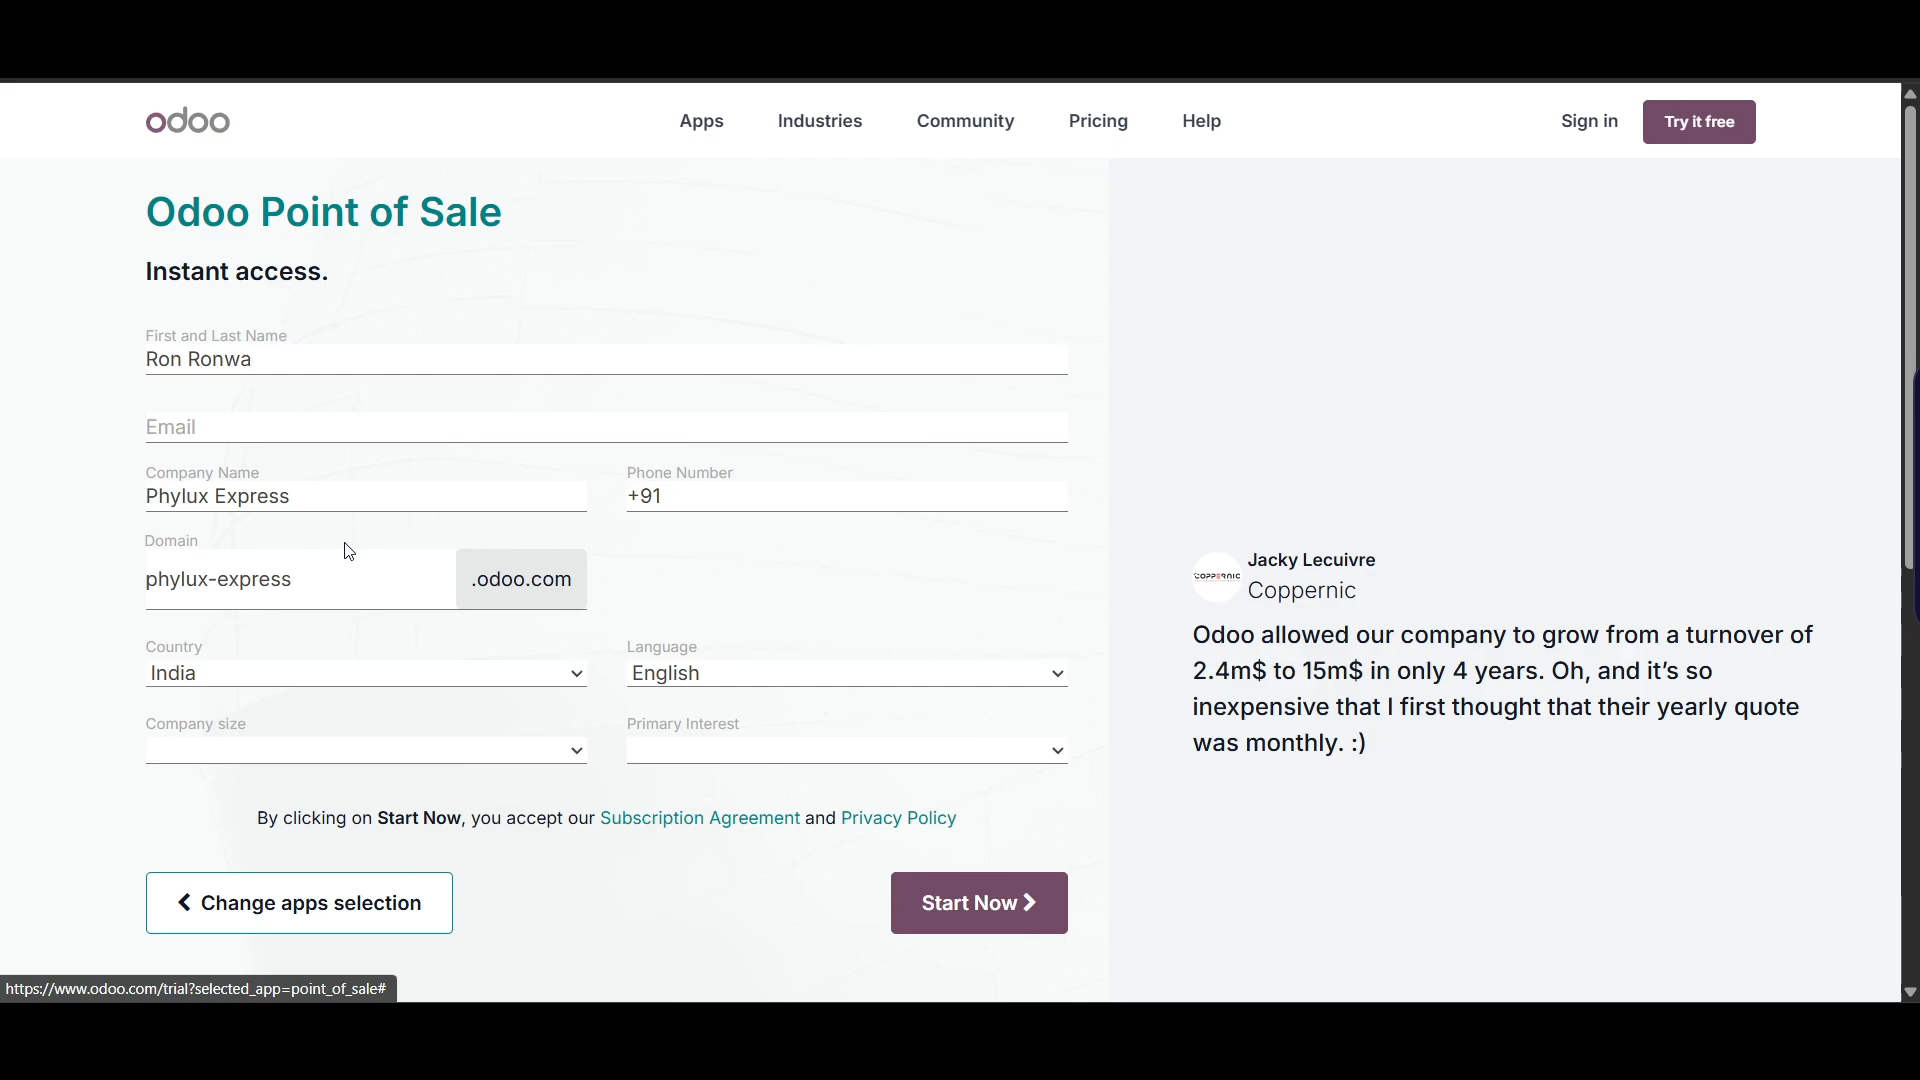 odoo
Apps Industries Community Pricing Help Sign in Try it free
Odoo Point of Sale
Instant access.
First and Last Name
Ron Ronwa
Email
Company Name Phone Number
Phylux Express +91
Domain
phylux-express .odoo.com
Country Language
India English
Company size Primary Interest
By clicking on Start Now, you accept our Subscription Agreement and Privacy Policy
Change apps selection Start Now
COPPERNIC
Jacky Lecuivre
Coppernic
Odoo allowed our company to grow from a turnover of
2.4m$ to 15m$ in only 4 years. Oh, and it's so
inexpensive that I first thought that their yearly quote
was monthly. :)
https://www.odoo.com/trial?selected_app=point_of_sale#